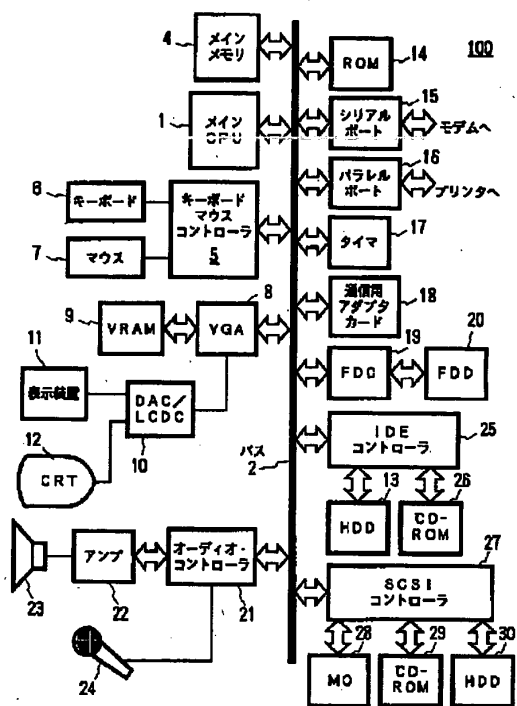 100
4
メイン
メモリ
1
メイン
CPU
6
キーボード
7
マウス
キーボード
マウス
コントローラ
5
8
9
VRAM
VGA
11
表示装置
DAC/
LCDC
10
12
CRT
バス
2
23
アンプ
22
オーディオ・
コントローラ
21
24
ROM
14
15
シリアル
ポート
モデムへ
16
パラレル
ポート
プリンタへ
17
タイマ
通信用
アダプタ
カード
18
19
FDC
20
FDD
IDE
コントローラ
25
13
HDD
26
CD-
ROM
27
SCSI
コントローラ
28
MO
29
CD-
ROM
30
HDD